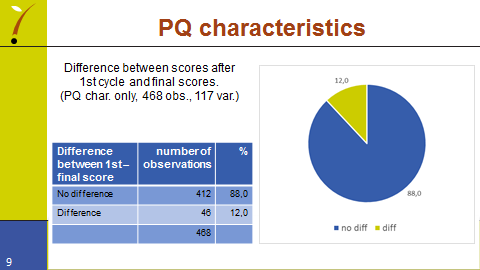 PQ characteristics
Difference between scores after
1st cycle and final scores.
(PQ char. only, 468 obs., 117 var.)
Difference between 1st– final score number of observations %
No difference 412 88,0
Difference 46 12,0
468
12,0
88,0
no diff diff
9